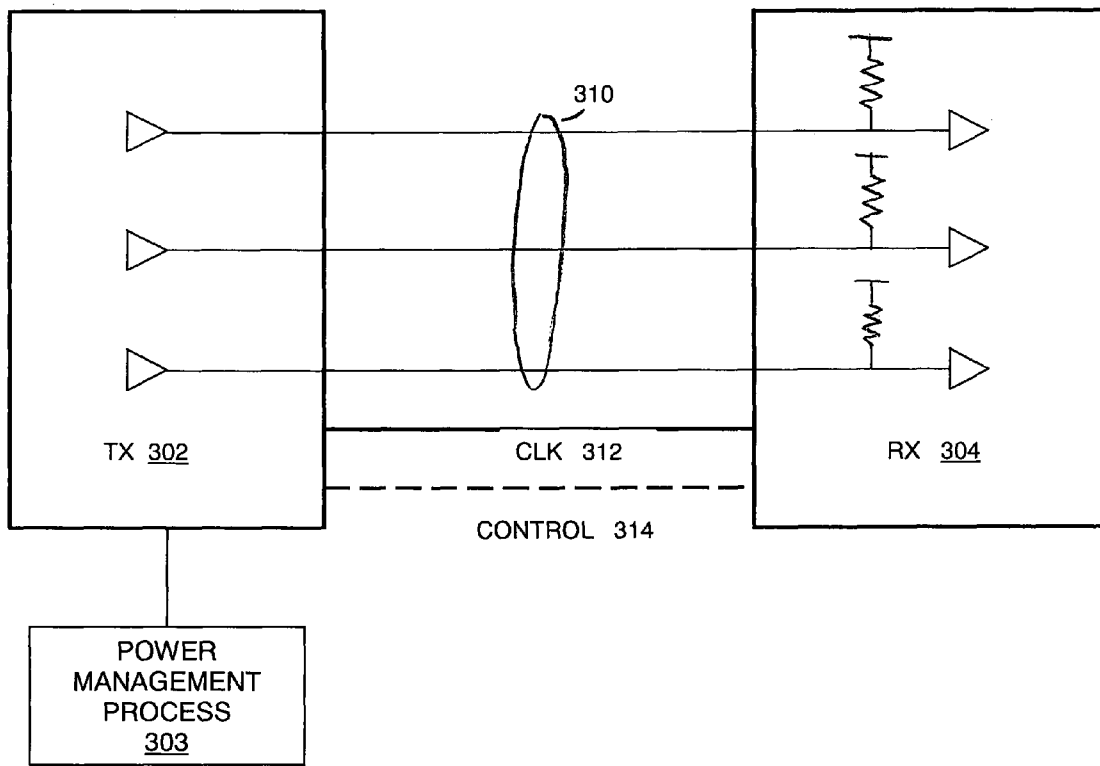 310
TX 302
CLK 312
RX 304
CONTROL 314
POWER
MANAGEMENT
PROCESS
303